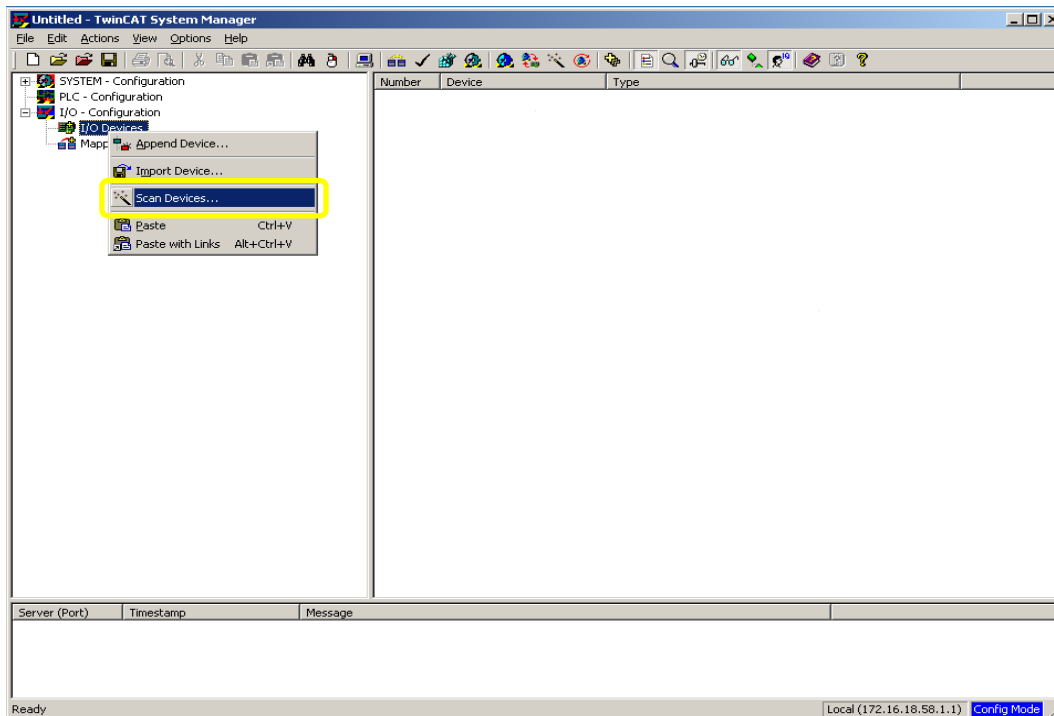 Untitled - TwinCAT System Manager
File Edit Actions View Options Help
SYSTEM - Configuration
PLC - Configuration
I/O - Configuration
I/O Devices
Mapp
Append Device...
Import Device...
Scan Devices...
Paste Ctrl+V
Paste with Links Alt+Ctrl+V
Number Device Type
Server (Port) Timestamp Message
Ready Local (172.16.18.58.1.1) Config Mode